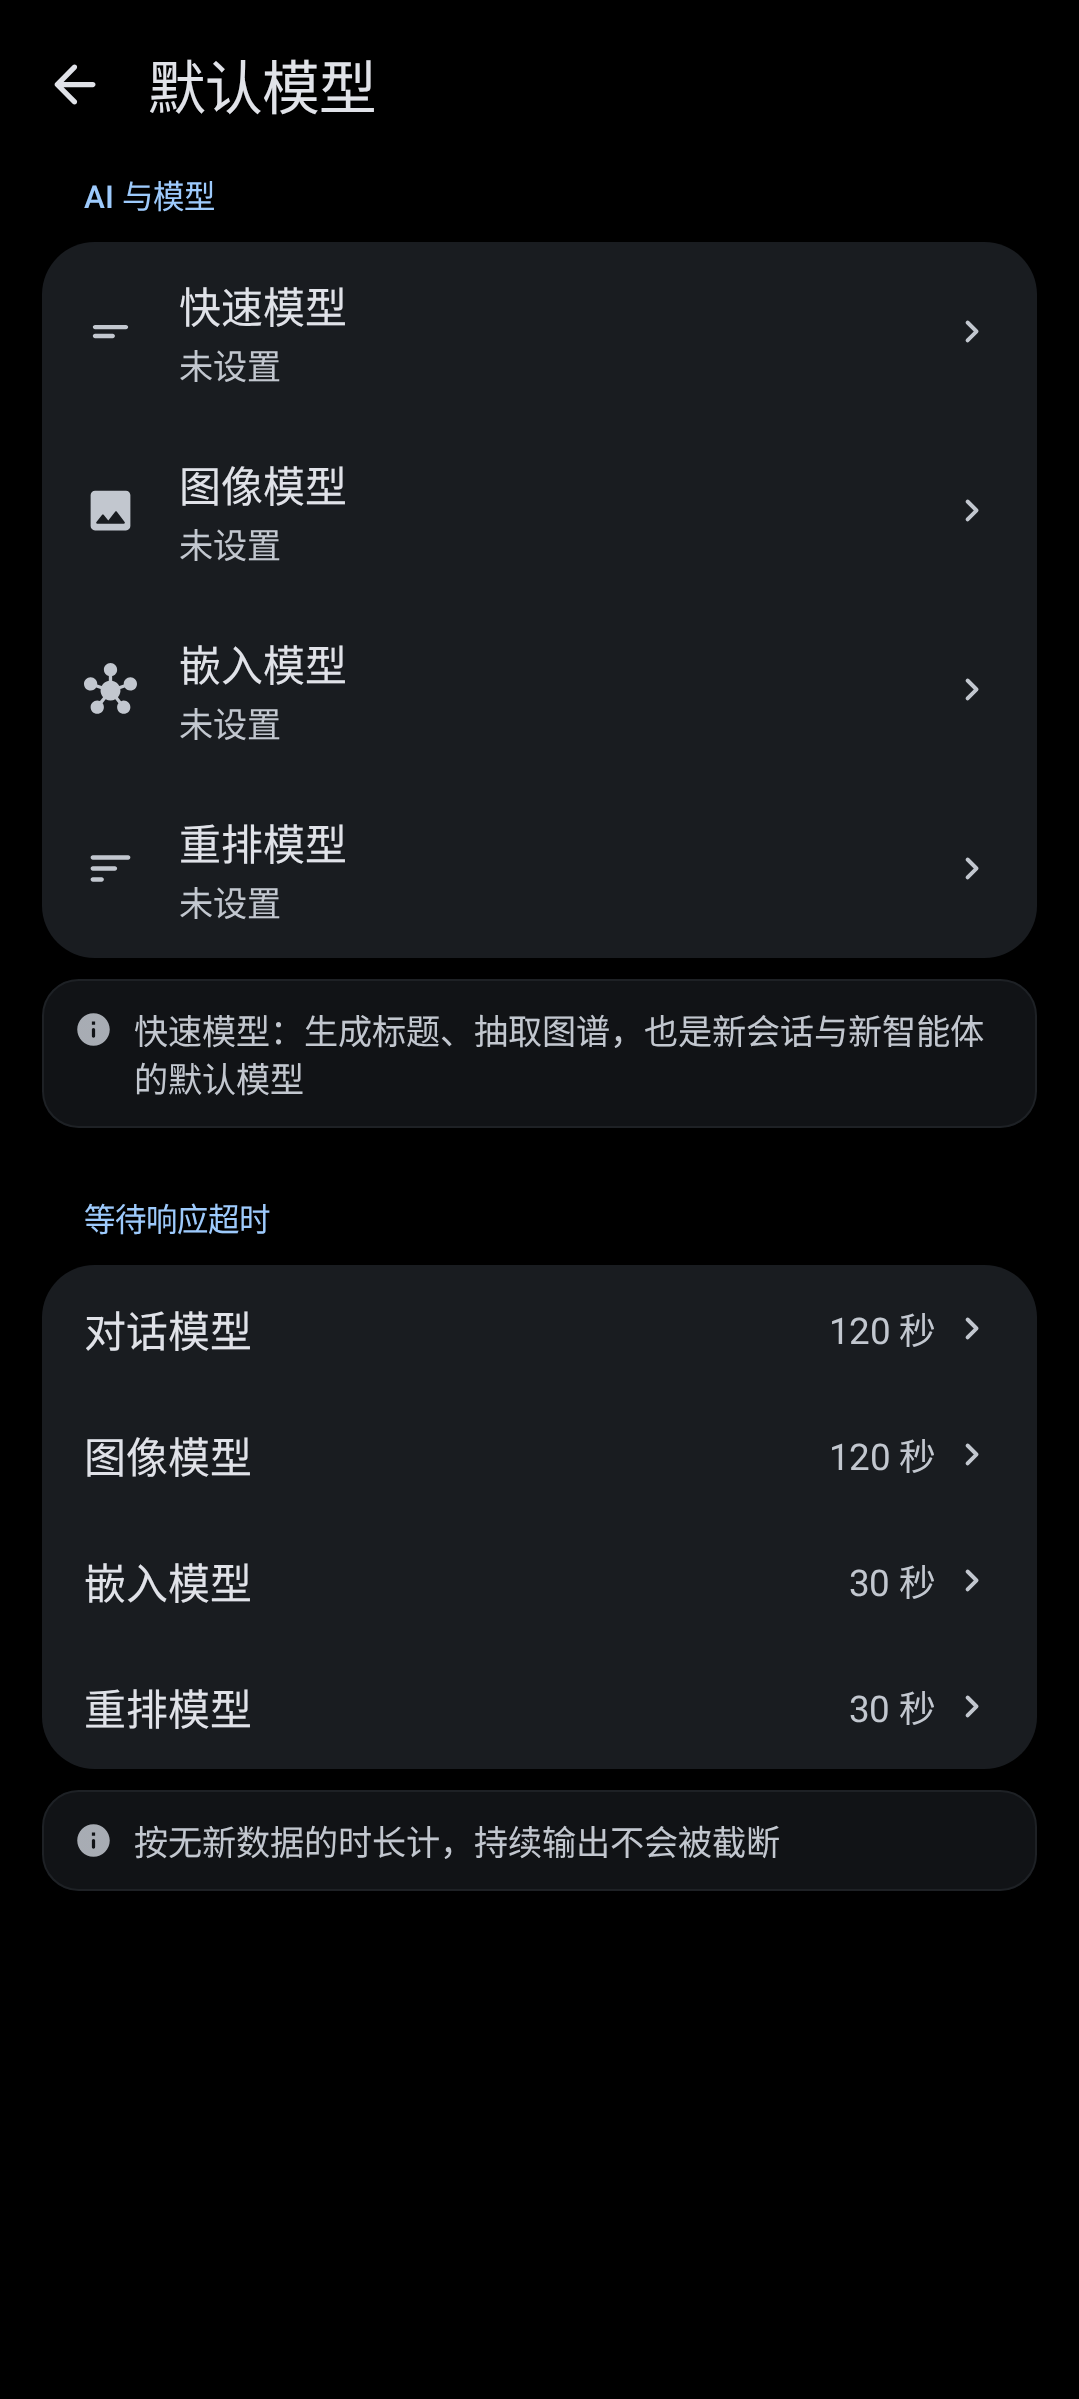 默认模型
AI 与模型
快速模型
未设置
图像模型
未设置
嵌入模型
未设置
重排模型
未设置
快速模型：生成标题、抽取图谱，也是新会话与新智能体
的默认模型
等待响应超时
对话模型 120 秒
图像模型 120 秒
嵌入模型 30 秒
重排模型 30 秒
按无新数据的时长计，持续输出不会被截断